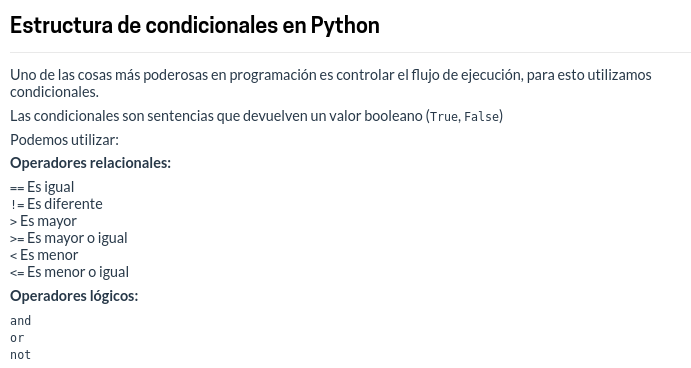 Estructura de condicionales en Python
Uno de las cosas más poderosas en programación es controlar el flujo de ejecución, para esto utilizamos
condicionales.
Las condicionales son sentencias que devuelven un valor booleano (True, False)
Podemos utilizar:
Operadores relacionales:
== Es igual
!= Es diferente
> Es mayor
>= Es mayor o igual
< Es menor
<= Es menor o igual
Operadores lógicos:
and
or
not